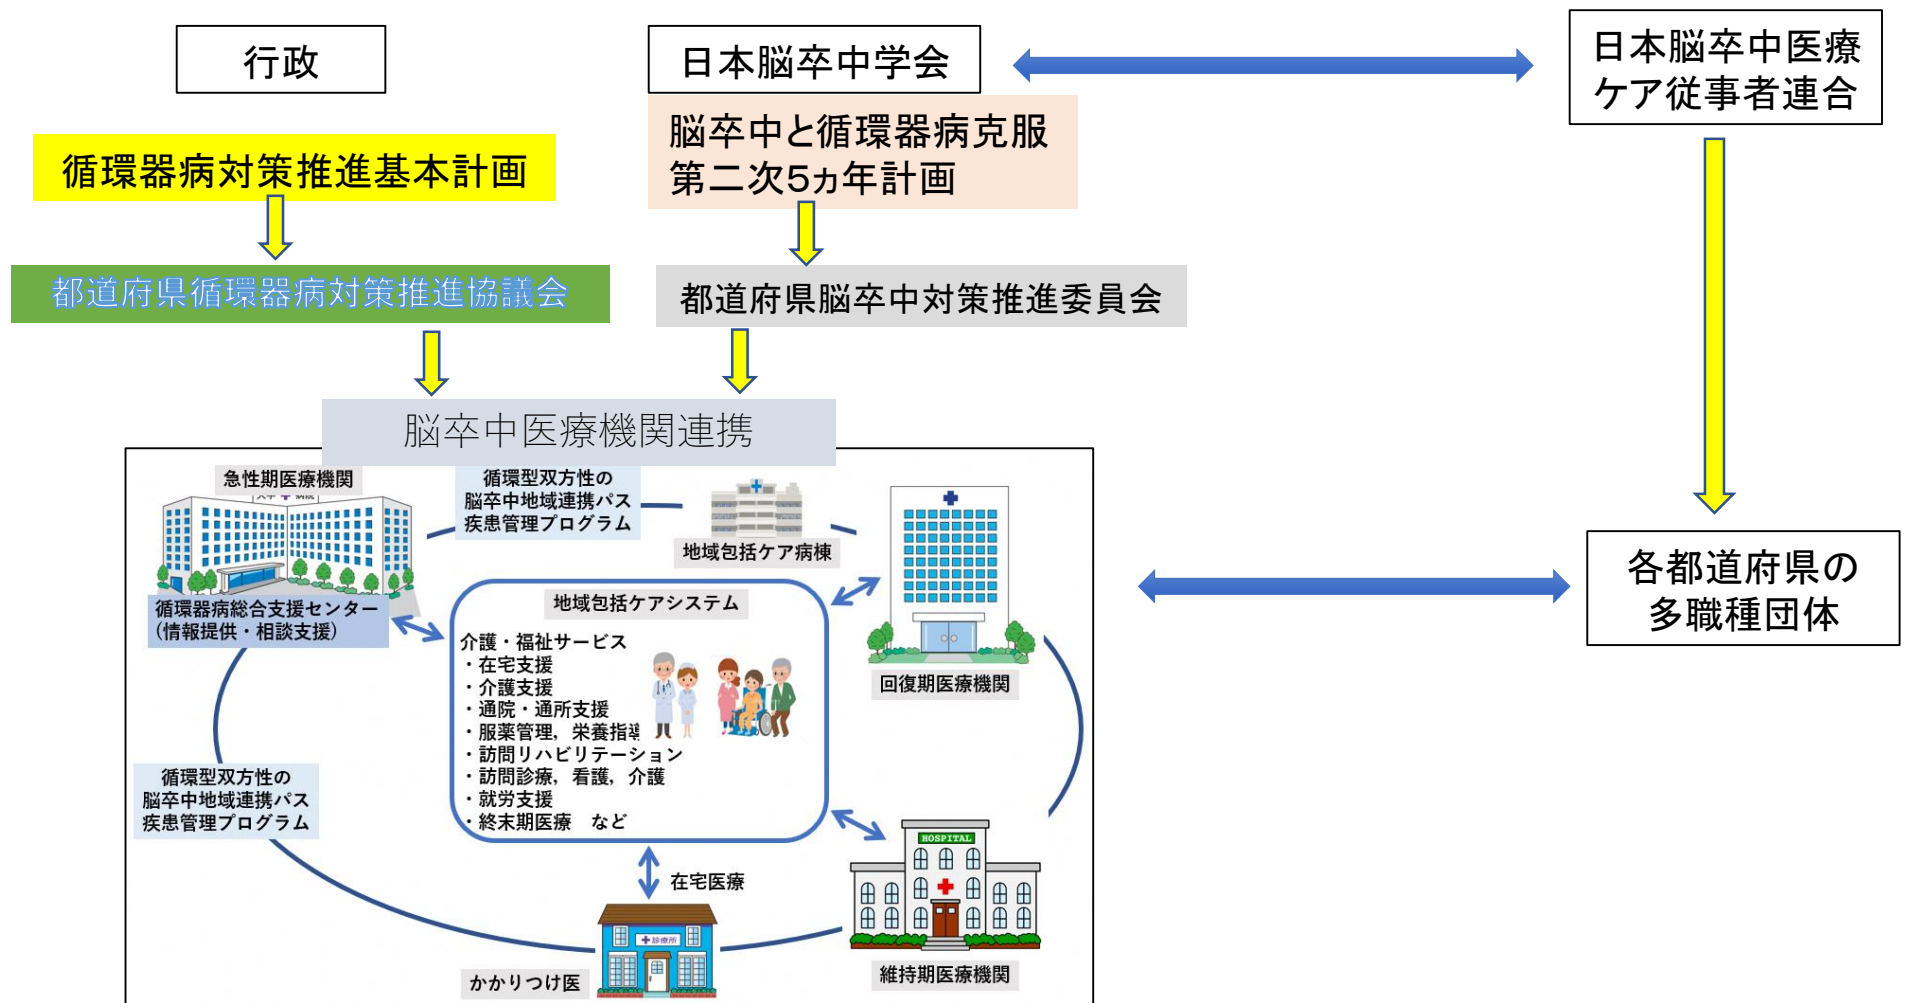 行政
日本脳卒中学会
日本脳卒中医療
ケア従事者連合
循環器病対策推進基本計画
脳卒中と循環器病克服
第二次5ヵ年計画
都道府県循環器病対策推進協議会
都道府県脳卒中対策推進委員会
脳卒中医療機関連携
急性期医療機関
循環型双方性の
脳卒中地域連携パス
疾患管理プログラム
地域包括ケア病棟
循環器病総合支援センター
(情報提供・相談支援)
地域包括ケアシステム
介護・福祉サービス
・在宅支援
・介護支援
・通院・通所支援
・服薬管理，栄養指導
・訪問リハビリテーション
・訪問診療，看護，介護
・就労支援
・終末期医療　など
回復期医療機関
各都道府県の
多職種団体
循環型双方性の
脳卒中地域連携パス
疾患管理プログラム
在宅医療
HOSPITAL
診療所
かかりつけ医
維持期医療機関